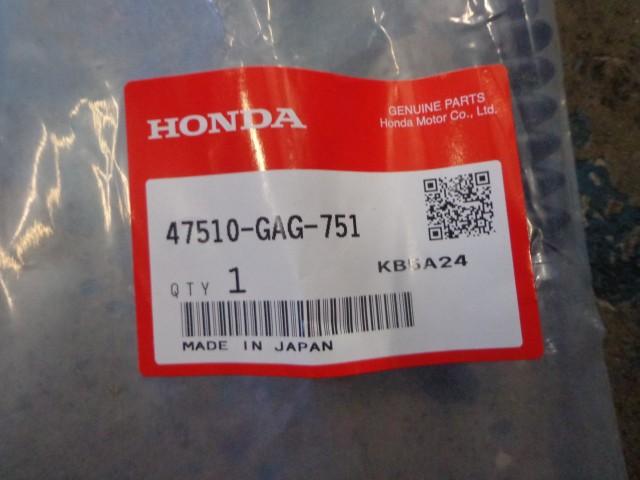 HONDA
GENUINE PARTS
Honda Motor Co., Ltd.
47510-GAG-751
KB5A24
QTY 1
MADE IN JAPAN